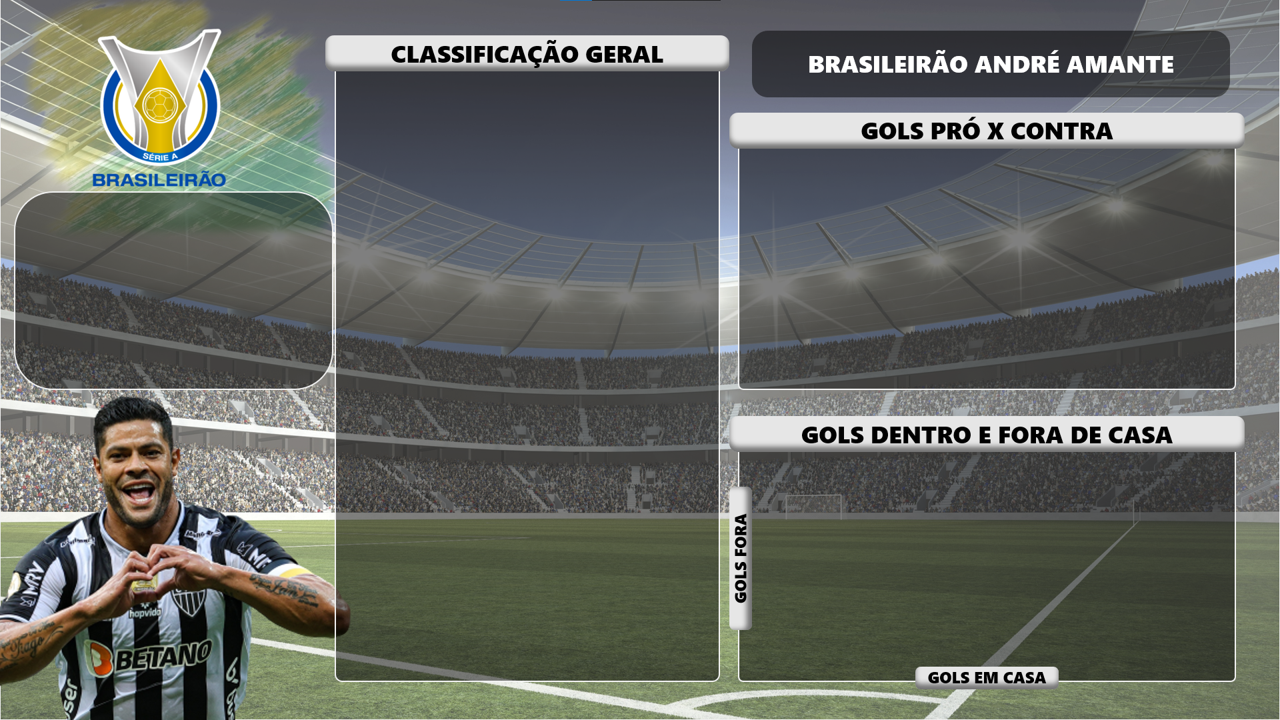 SÉRIE A
BRASILEIRÃO
CLASSIFICAÇÃO GERAL
BRASILEIRÃO ANDRÉ AMANTE
GOLS PRÓ X CONTRA
GOLS DENTRO E FORA DE CASA
GOLS FORA
GOLS EM CASA
MRV
hapvida
BETANO